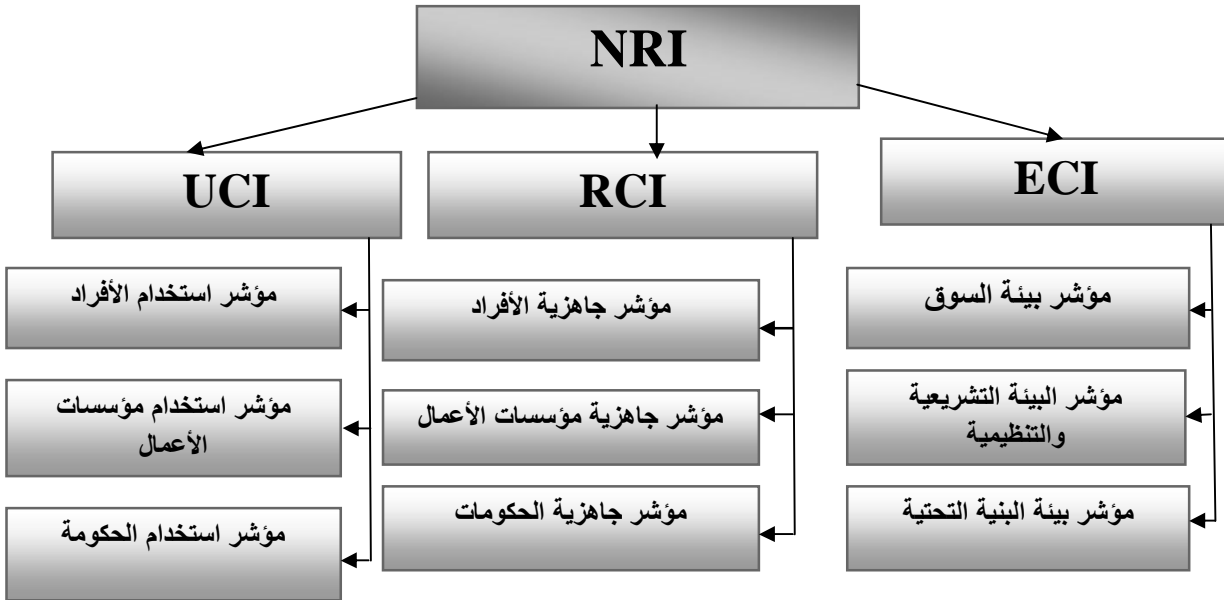 NRI
UCI
RCI
ECI
مؤشر استخدام الأفراد
مؤشر استخدام مؤسسات
الأعمال
مؤشر استخدام الحكومة
مؤشر جاهزية الأفراد
مؤشر جاهزية مؤسسات الأعمال
مؤشر جاهزية الحكومات
مؤشر بيئة السوق
مؤشر البيئة التشريعية
والتنظيمية
مؤشر بيئة البنية التحتية